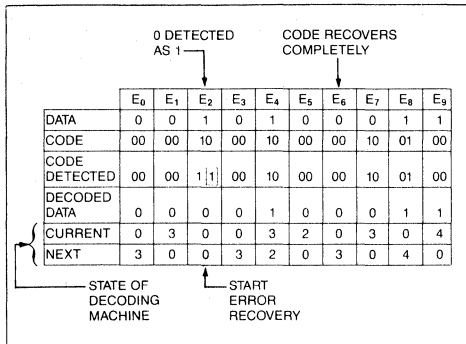 0 DETECTED AS 1
CODE RECOVERS COMPLETELY
E0 E1 E2 E3 E4 E5 E6 E7 E8 E9
DATA 0 0 1 0 1 0 0 0 1 1
CODE 00 00 10 00 10 00 00 10 01 00
CODE DETECTED 00 00 11 00 10 00 00 10 01 00
DECODED DATA 0 0 0 0 1 0 0 0 1 1
CURRENT 0 3 0 0 3 2 0 3 0 4
NEXT 3 0 0 3 2 0 3 0 4 0
STATE OF DECODING MACHINE
START ERROR RECOVERY